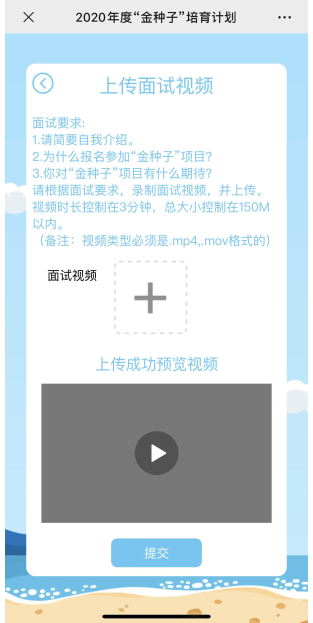 2020年度“金种子”培育计划
上传面试视频
面试要求:
1.请简要自我介绍。
2.为什么报名参加“金种子”项目?
3.你对“金种子”项目有什么期待?
请根据面试要求，录制面试视频，并上传。
视频时长控制在3分钟，总大小控制在150M
以内。
（备注：视频类型必须是.mp4,.mov格式的）
面试视频
上传成功预览视频
提交